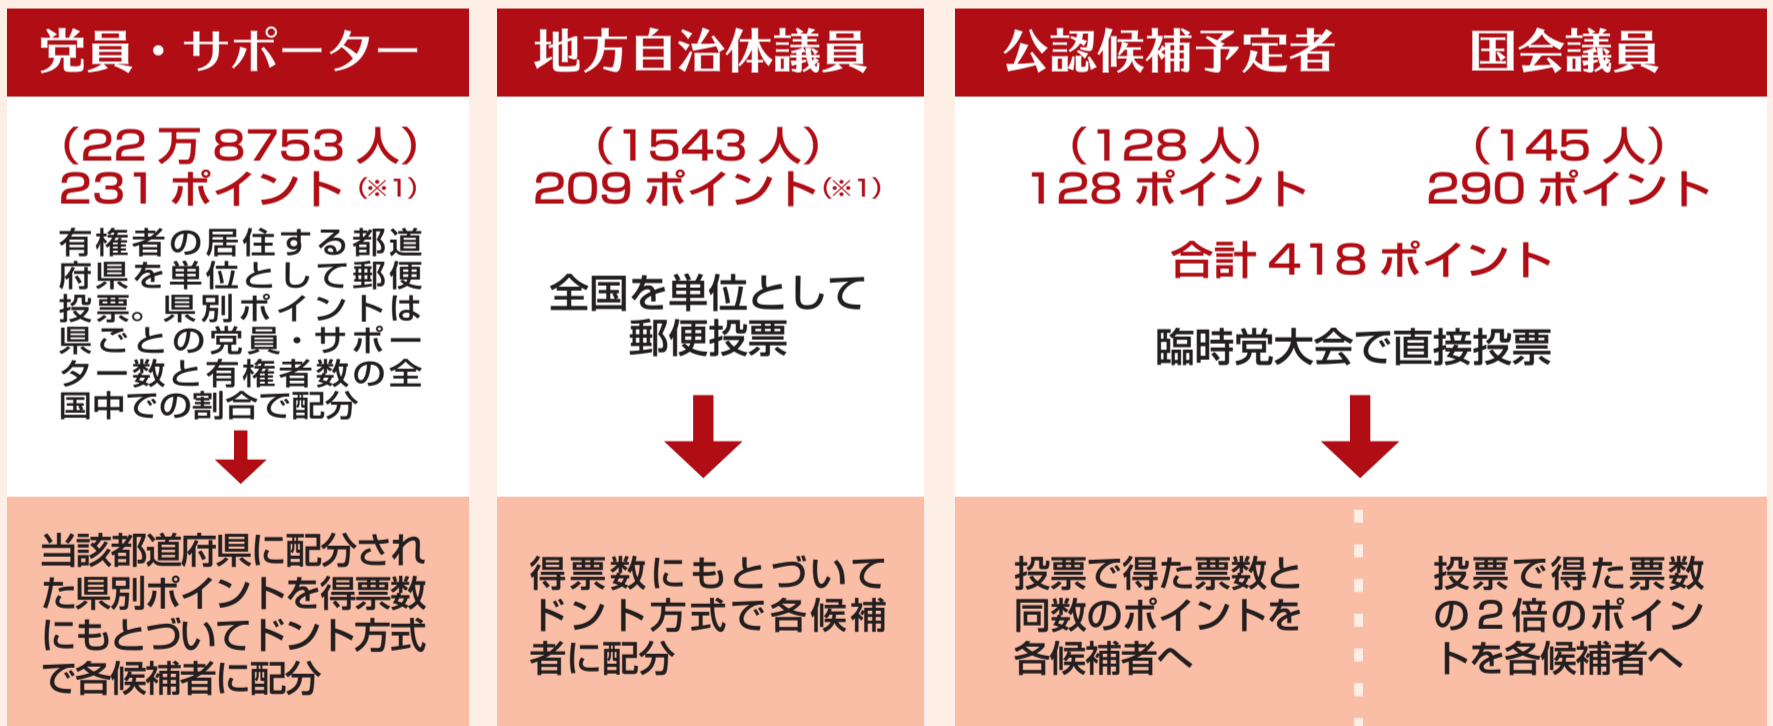 党員・サポーター
(22万8753人)
231ポイント(※1)
有権者の居住する都道
府県を単位として郵便
投票。県別ポイントは
県ごとの党員・サポー
ター数と有権者数の全
国中での割合で配分
当該都道府県に配分され
た県別ポイントを得票数
にもとづいてドント方式
で各候補者に配分
地方自治体議員
(1543人)
209ポイント(※1)
全国を単位として
郵便投票
得票数にもとづいて
ドント方式で各候補
者に配分
公認候補予定者 国会議員
(128人)
128ポイント
(145人)
290ポイント
合計418ポイント
臨時党大会で直接投票
投票で得た票数と
同数のポイントを
各候補者へ
投票で得た票数
の2倍のポイン
トを各候補者へ